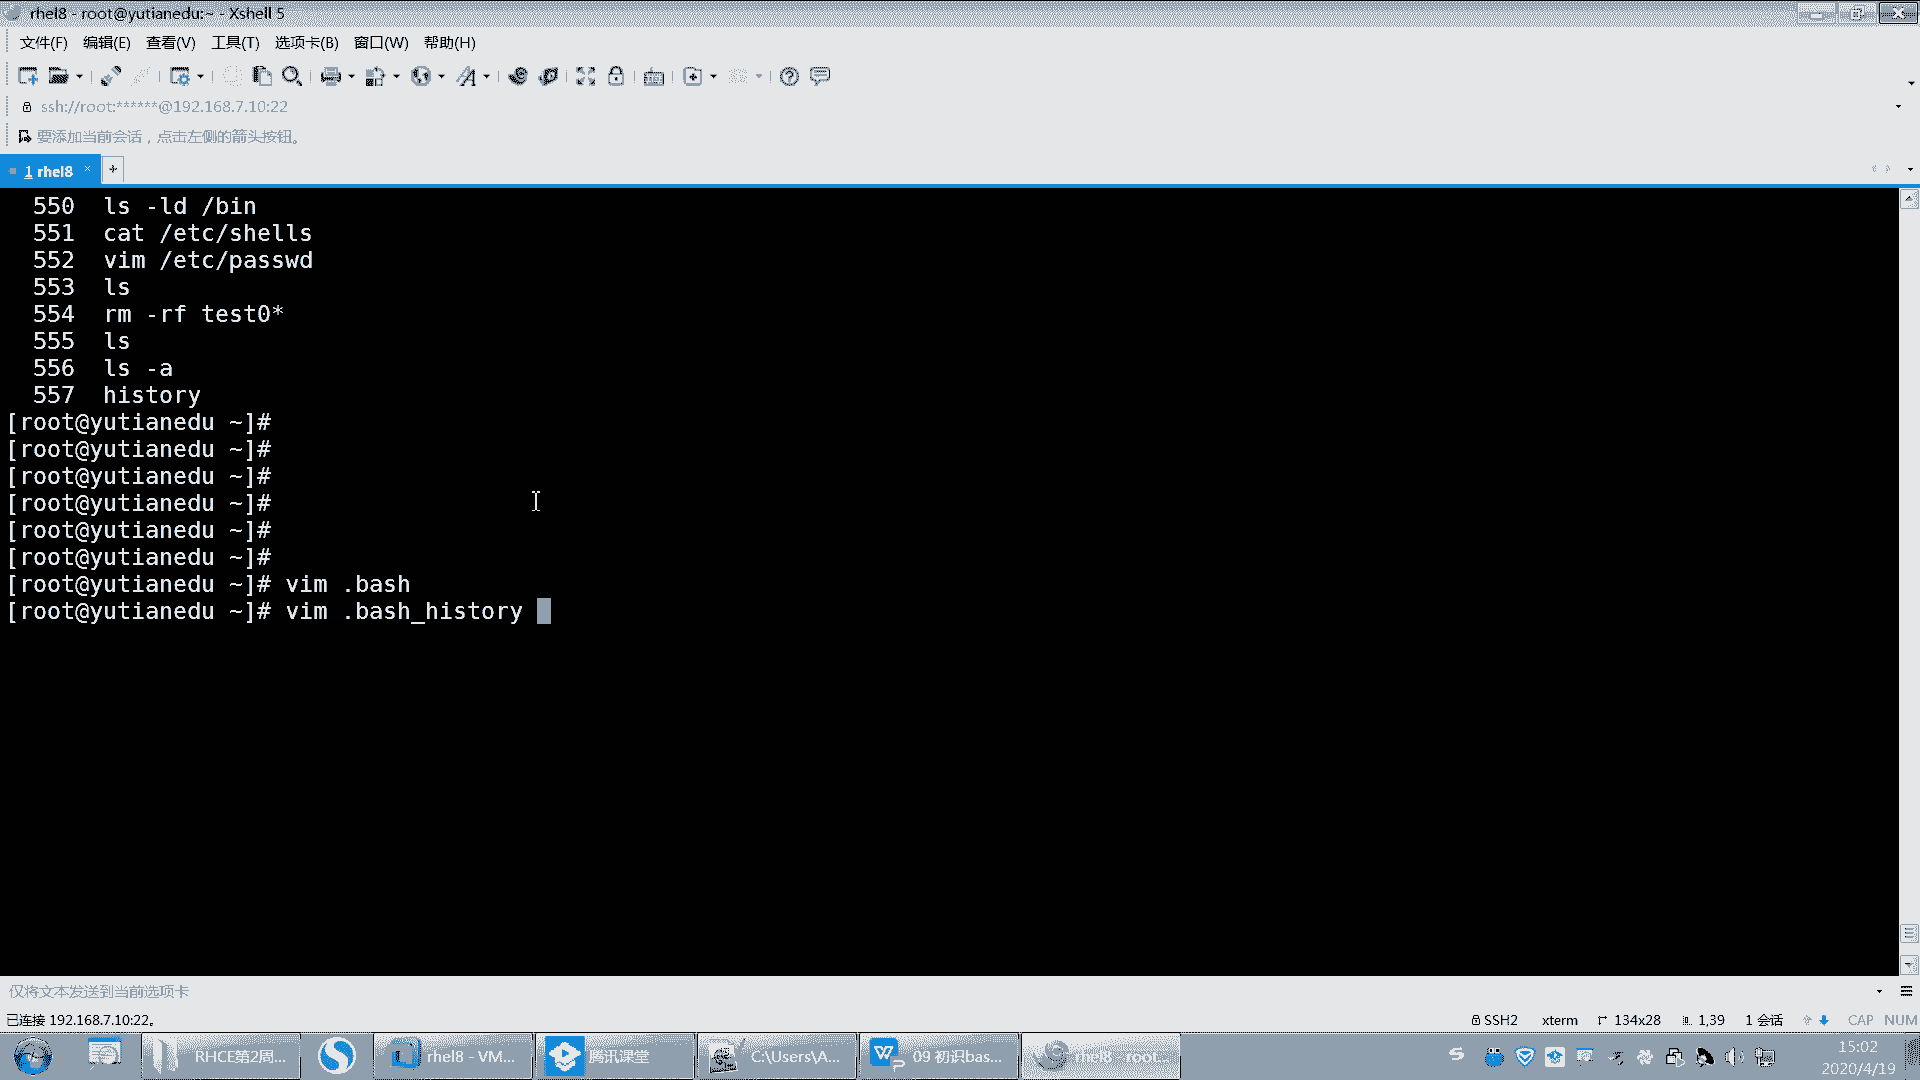 rhel8 - root@yutianedu:~ - Xshell 5
文件(F) 编辑(E) 查看(V) 工具(T) 选项卡(B) 窗口(W) 帮助(H)
ssh://root:******@192.168.7.10:22
要添加当前会话，点击左侧的箭头按钮。
1 rhel8 × +
550 ls -ld /bin
551 cat /etc/shells
552 vim /etc/passwd
553 ls
554 rm -rf test0*
555 ls
556 ls -a
557 history
[root@yutianedu ~]#
[root@yutianedu ~]#
[root@yutianedu ~]#
[root@yutianedu ~]#
[root@yutianedu ~]#
[root@yutianedu ~]#
[root@yutianedu ~]# vim .bash
[root@yutianedu ~]# vim .bash_history
仅将文本发送到当前选项卡
已连接 192.168.7.10:22。 SSH2 xterm 134x28 1,39 1 会话 CAP NUM
RHCE第2周... rhel8 - VM... 腾讯课堂 C:\Users\A... 09 初识bas... rhel8 - root... 15:02
2020/4/19